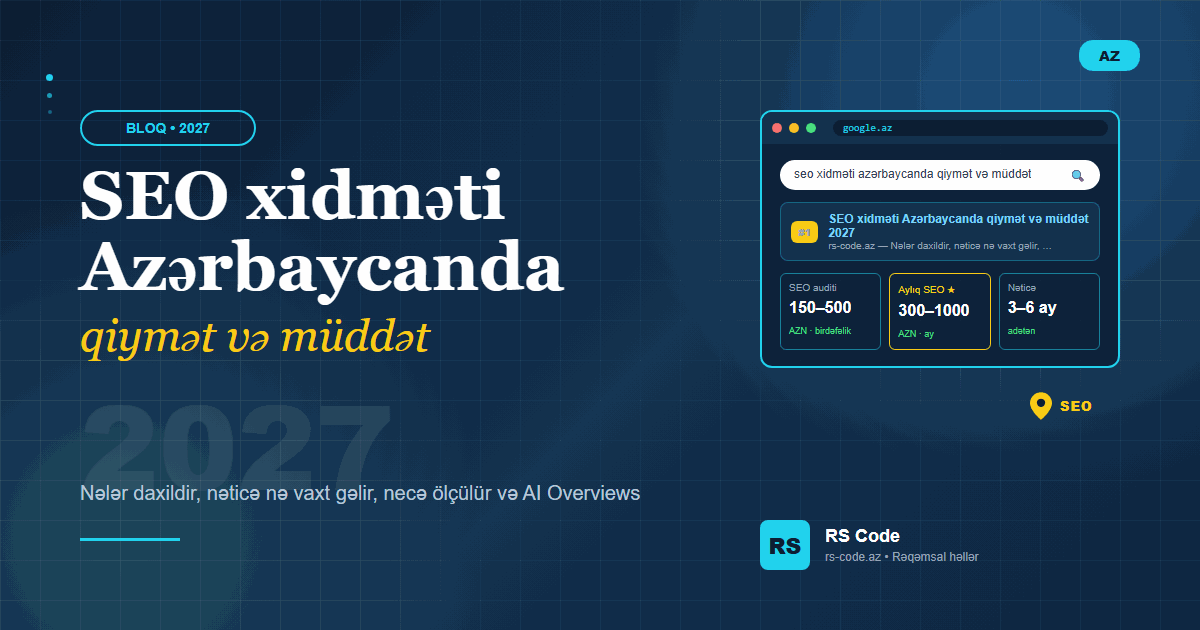 AZ
BLOQ • 2027
SEO xidməti
Azərbaycanda
qiymət və müddət
2027
Nələr daxildir, nəticə nə vaxt gəlir, necə ölçülür və AI Overviews
google.az
seo xidməti azərbaycanda qiymət və müddət
#1
SEO xidməti Azərbaycanda qiymət və müddət
2027
rs-code.az — Nələr daxildir, nəticə nə vaxt gəlir, ...
SEO auditi
150–500
AZN · birdəfəlik
Aylıq SEO ★
300–1000
AZN · ay
Nəticə
3–6 ay
adətən
SEO
RS
RS Code
rs-code.az • Rəqəmsal həllər